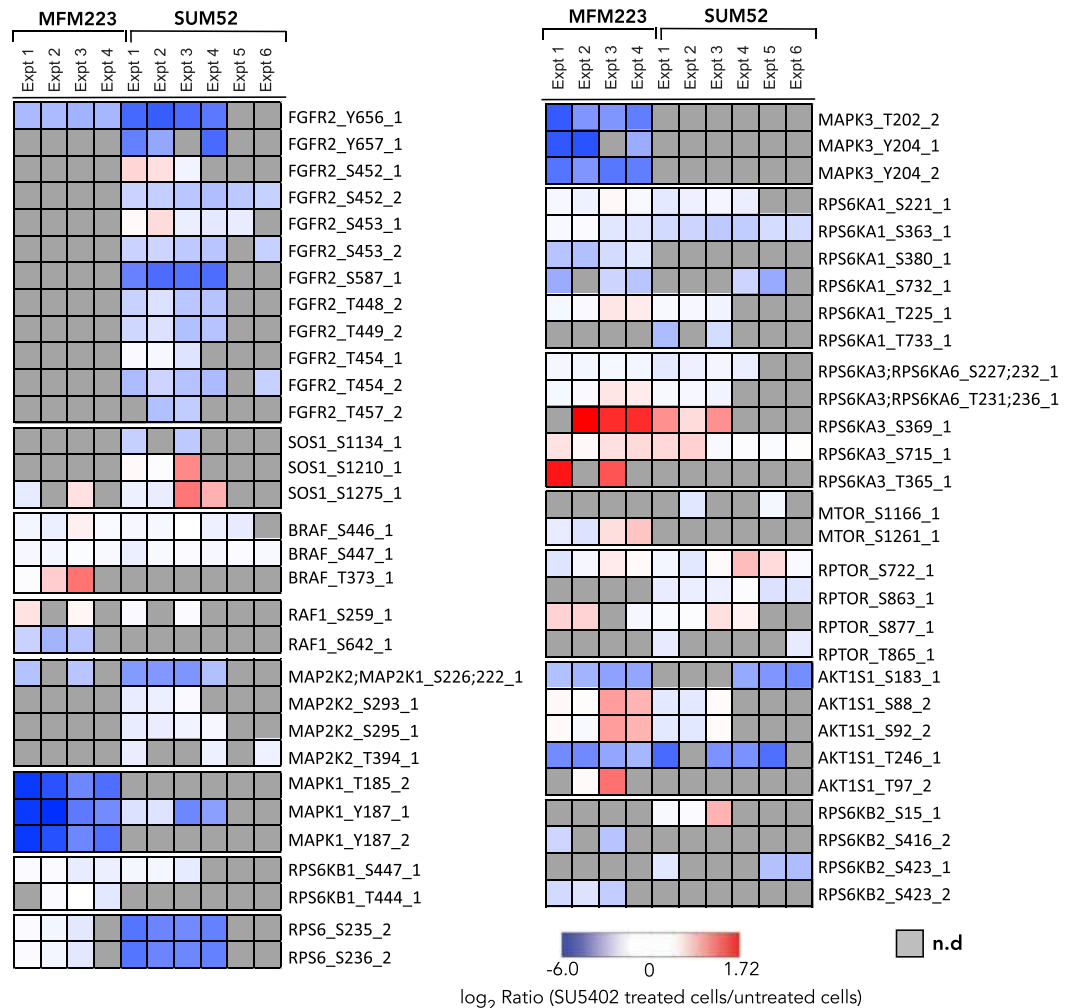 MFM223 SUM52
Expt 1 Expt 2 Expt 3 Expt 4 Expt 1 Expt 2 Expt 3 Expt 4 Expt 5 Expt 6
FGFR2_Y656_1
FGFR2_Y657_1
FGFR2_S452_1
FGFR2_S452_2
FGFR2_S453_1
FGFR2_S453_2
FGFR2_S587_1
FGFR2_T448_2
FGFR2_T449_2
FGFR2_T454_1
FGFR2_T454_2
FGFR2_T457_2
SOS1_S1134_1
SOS1_S1210_1
SOS1_S1275_1
BRAF_S446_1
BRAF_S447_1
BRAF_T373_1
RAF1_S259_1
RAF1_S642_1
MAP2K2;MAP2K1_S226;222_1
MAP2K2_S293_1
MAP2K2_S295_1
MAP2K2_T394_1
MAPK1_T185_2
MAPK1_Y187_1
MAPK1_Y187_2
RPS6KB1_S447_1
RPS6KB1_T444_1
RPS6_S235_2
RPS6_S236_2
MFM223 SUM52
Expt 1 Expt 2 Expt 3 Expt 4 Expt 1 Expt 2 Expt 3 Expt 4 Expt 5 Expt 6
MAPK3_T202_2
MAPK3_Y204_1
MAPK3_Y204_2
RPS6KA1_S221_1
RPS6KA1_S363_1
RPS6KA1_S380_1
RPS6KA1_S732_1
RPS6KA1_T225_1
RPS6KA1_T733_1
RPS6KA3;RPS6KA6_S227;232_1
RPS6KA3;RPS6KA6_T231;236_1
RPS6KA3_S369_1
RPS6KA3_S715_1
RPS6KA3_T365_1
MTOR_S1166_1
MTOR_S1261_1
RPTOR_S722_1
RPTOR_S863_1
RPTOR_S877_1
RPTOR_T865_1
AKT1S1_S183_1
AKT1S1_S88_2
AKT1S1_S92_2
AKT1S1_T246_1
AKT1S1_T97_2
RPS6KB2_S15_1
RPS6KB2_S416_2
RPS6KB2_S423_1
RPS6KB2_S423_2
-6.0 0 1.72
n.d
log2 Ratio (SU5402 treated cells/untreated cells)